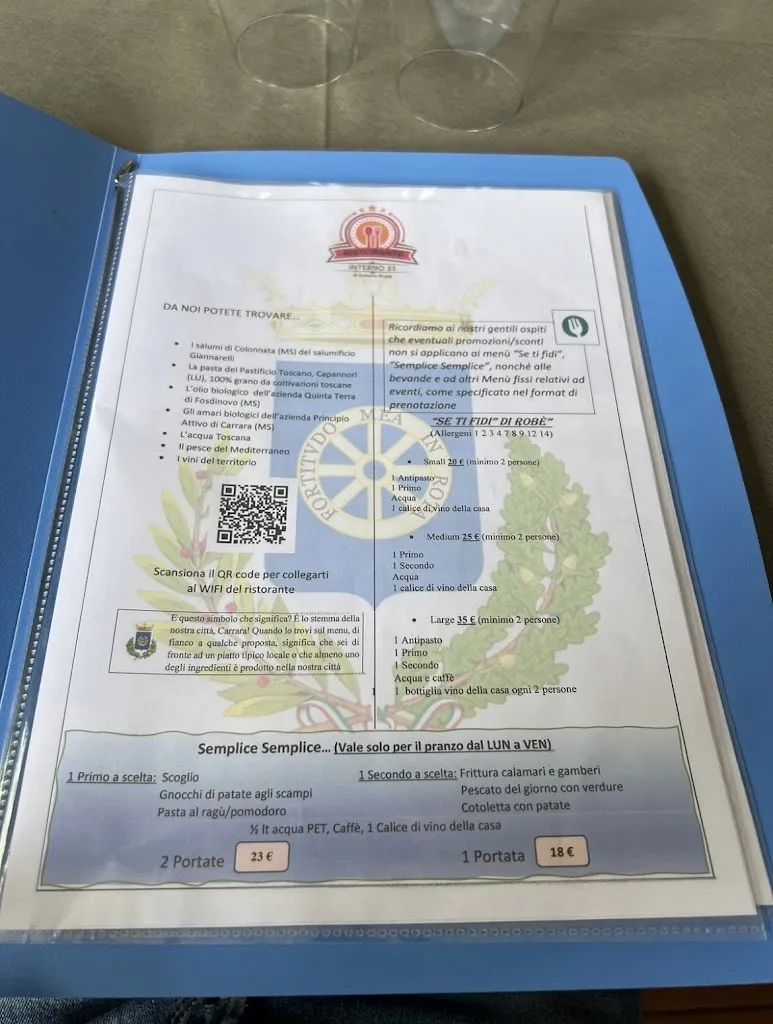 RISTORANTE
INTERNO 33
DA NOI POTETE TROVARE...
I salumi di Colonnata (MS) del salumificio
Giannarelli
La pasta del Pastificio Toscano, Capannori
(LU), 100% grano da coltivazioni toscane
L'olio biologico dell'azienda Quinta Terra
di Fosdinovo (MS)
Gli amari biologici dell'azienda Principio
Attivo di Carrara (MS)
L'acqua Toscana
Il pesce del Mediterraneo
I vini del territorio
Scansiona il QR code per collegarti
al WIFI del ristorante
E questo simbolo che significa? È lo stemma della
nostra città, Carrara! Quando lo trovi sul menu, di
fianco a qualche proposta, significa che sei di
fronte ad un piatto tipico locale o che almeno uno
degli ingredienti è prodotto nella nostra città
FORTITVDO MEA IN ROTA
Ricordiamo ai nostri gentili ospiti
che eventuali promozioni/sconti
non si applicano ai menù "Se ti fidi",
"Semplice Semplice", nonché alle
bevande e ad altri Menù fissi relativi ad
eventi, come specificato nel format di
prenotazione
"SE TI FIDI" DI ROBÈ"
(Allergeni 1 2 3 4 7 8 9 12 14)
Small 20 € (minimo 2 persone)
1 Antipasto
1 Primo
Acqua
1 calice di vino della casa
Medium 25 € (minimo 2 persone)
1 Primo
1 Secondo
Acqua
1 calice di vino della casa
Large 35 € (minimo 2 persone)
1 Antipasto
1 Primo
1 Secondo
Acqua e caffè
1 1 bottiglia vino della casa ogni 2 persone
Semplice Semplice... (Vale solo per il pranzo dal LUN a VEN)
1 Primo a scelta: Scoglio
Gnocchi di patate agli scampi
Pasta al ragù/pomodoro
1 Secondo a scelta: Frittura calamari e gamberi
Pescato del giorno con verdure
Cotoletta con patate
½ lt acqua PET, Caffè, 1 Calice di vino della casa
2 Portate 23 €
1 Portata 18 €